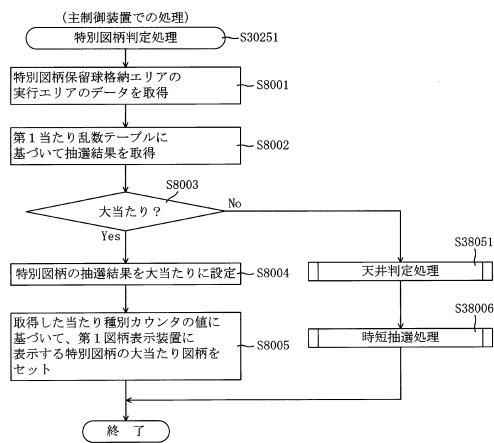 （主制御装置での処理）
特別図柄判定処理
S30251
特別図柄保留球格納エリアの
実行エリアのデータを取得
S8001
第１当たり乱数テーブルに
基づいて抽選結果を取得
S8002
S8003
大当たり？
No
Yes
特別図柄の抽選結果を大当たりに設定
S8004
取得した当たり種別カウンタの値に
基づいて、第１図柄表示装置に
表示する特別図柄の大当たり図柄を
セット
S8005
S38051
天井判定処理
S38006
時短抽選処理
終　了